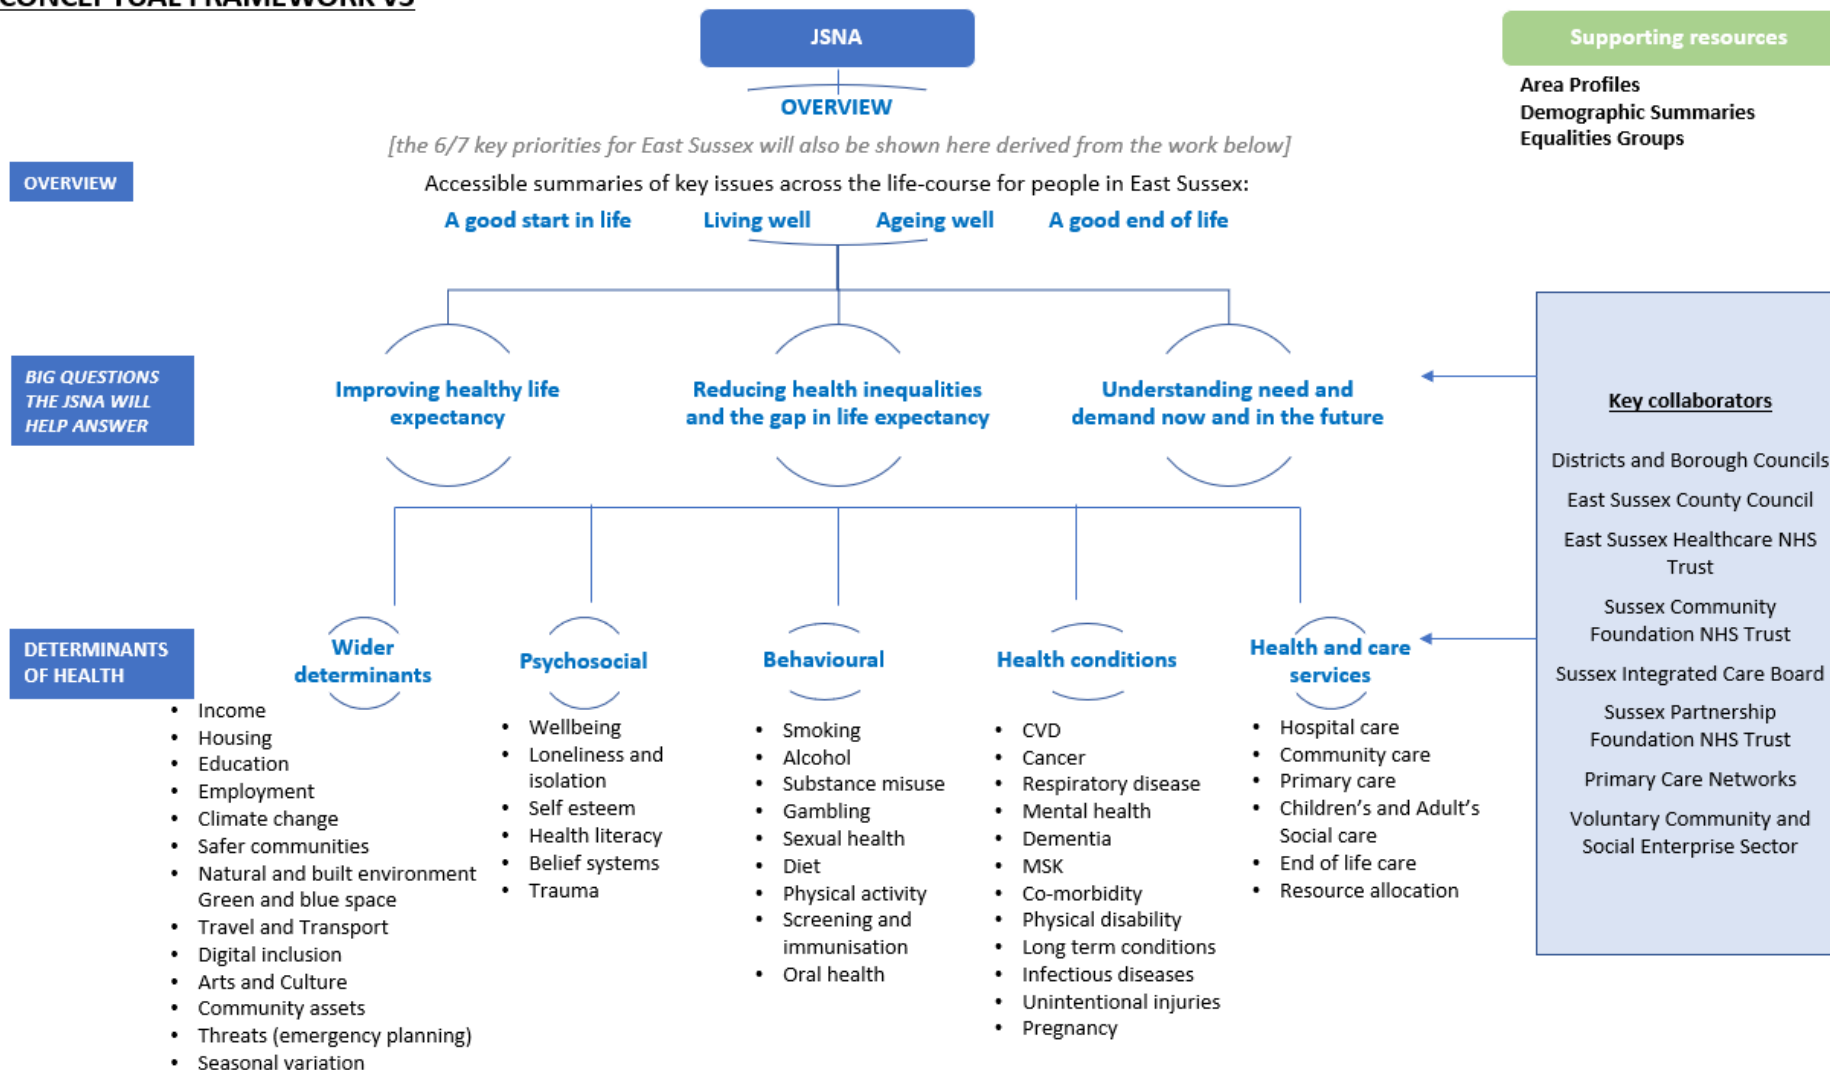 CONCEPTUAL FRAMEWORK V5
JSNA
Supporting resources
Area Profiles
Demographic Summaries
Equalities Groups
OVERVIEW
[the 6/7 key priorities for East Sussex will also be shown here derived from the work below]
OVERVIEW
Accessible summaries of key issues across the life-course for people in East Sussex:
A good start in life
Living well
Ageing well
A good end of life
BIG QUESTIONS
THE JSNA WILL
HELP ANSWER
Improving healthy life
expectancy
Reducing health inequalities
and the gap in life expectancy
Understanding need and
demand now and in the future
Key collaborators
Districts and Borough Councils
East Sussex County Council
East Sussex Healthcare NHS
Trust
Sussex Community
Foundation NHS Trust
Sussex Integrated Care Board
Sussex Partnership
Foundation NHS Trust
Primary Care Networks
Voluntary Community and
Social Enterprise Sector
DETERMINANTS
OF HEALTH
Wider
determinants
• Income
• Housing
• Education
• Employment
• Climate change
• Safer communities
• Natural and built environment
Green and blue space
• Travel and Transport
• Digital inclusion
• Arts and Culture
• Community assets
• Threats (emergency planning)
• Seasonal variation
Psychosocial
• Wellbeing
• Loneliness and
isolation
• Self esteem
• Health literacy
• Belief systems
• Trauma
Behavioural
• Smoking
• Alcohol
• Substance misuse
• Gambling
• Sexual health
• Diet
• Physical activity
• Screening and
immunisation
• Oral health
Health conditions
• CVD
• Cancer
• Respiratory disease
• Mental health
• Dementia
• MSK
• Co-morbidity
• Physical disability
• Long term conditions
• Infectious diseases
• Unintentional injuries
• Pregnancy
Health and care
services
• Hospital care
• Community care
• Primary care
• Children's and Adult's
Social care
• End of life care
• Resource allocation